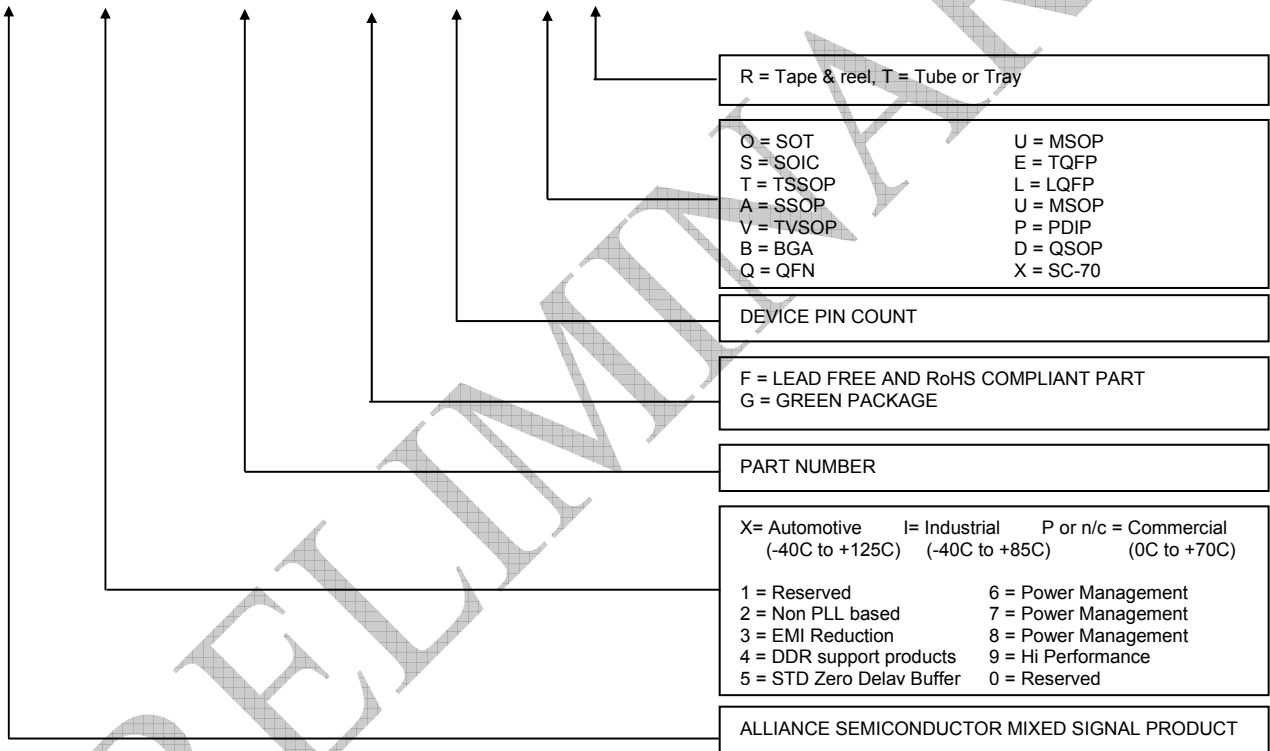 R = Tape & reel, T = Tube or Tray
O = SOT U = MSOP
S = SOIC E = TQFP
T = TSSOP L = LQFP
A = SSOP U = MSOP
V = TVSOP P = PDIP
B = BGA D = QSOP
Q = QFN X = SC-70
DEVICE PIN COUNT
F = LEAD FREE AND RoHS COMPLIANT PART
G = GREEN PACKAGE
PART NUMBER
X= Automotive I= Industrial P or n/c = Commercial
(-40C to +125C) (-40C to +85C) (0C to +70C)
1 = Reserved 6 = Power Management
2 = Non PLL based 7 = Power Management
3 = EMI Reduction 8 = Power Management
4 = DDR support products 9 = Hi Performance
5 = STD Zero Delay Buffer 0 = Reserved
ALLIANCE SEMICONDUCTOR MIXED SIGNAL PRODUCT